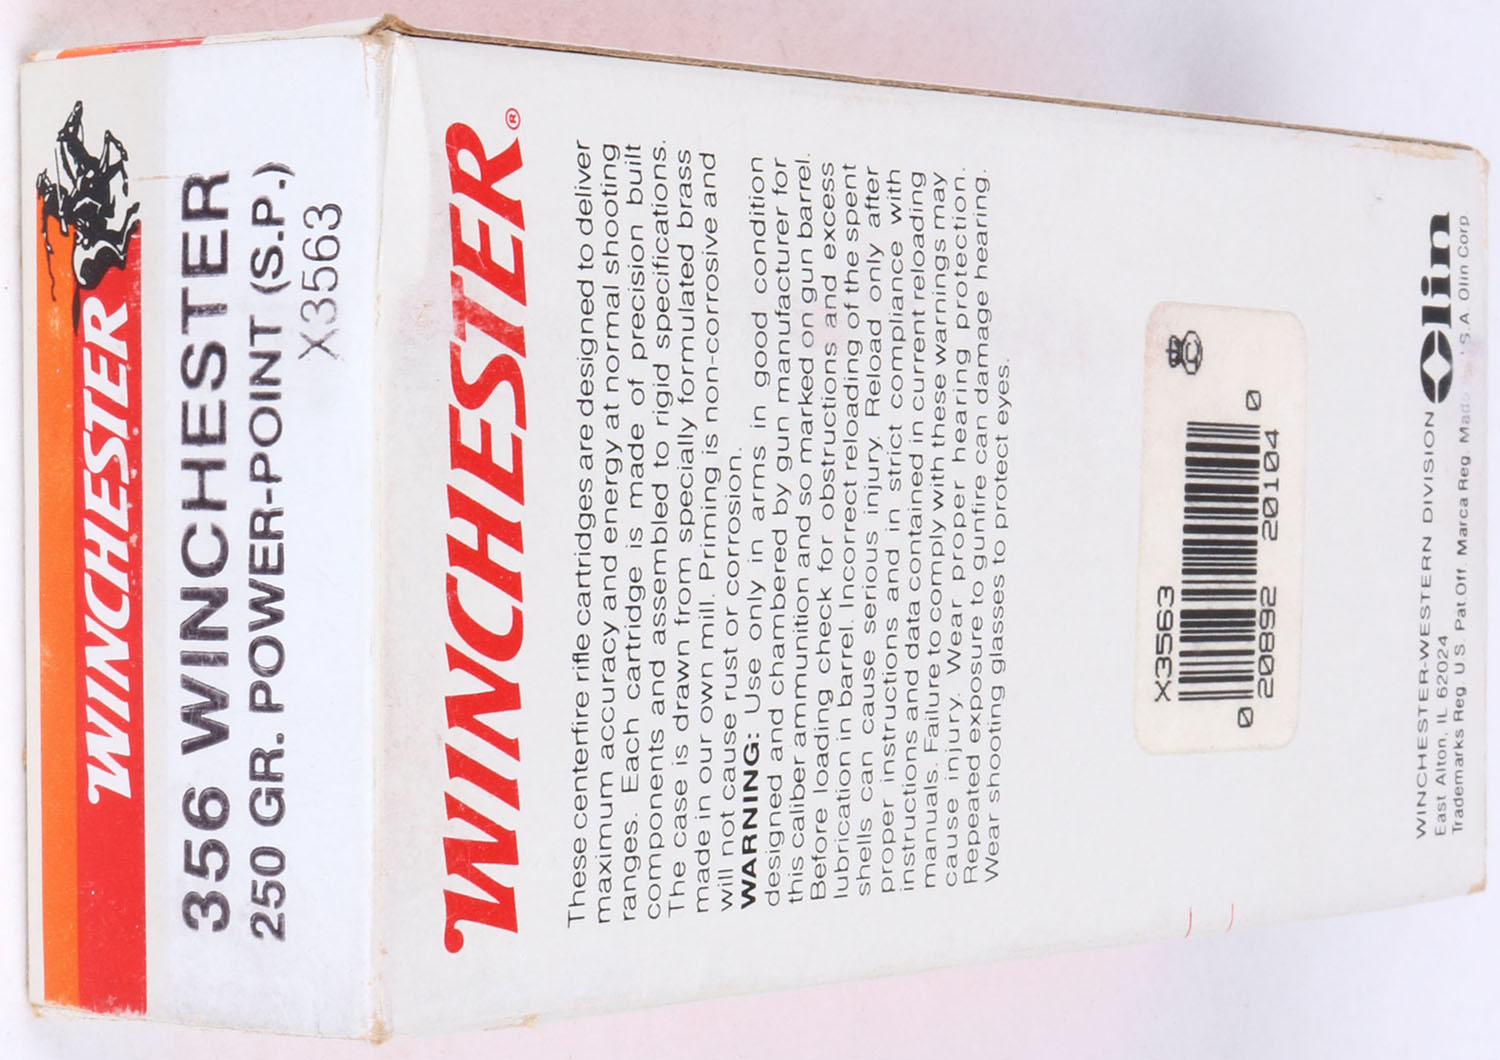 WINCHESTER
356 WINCHESTER
250 GR. POWER-POINT (S.P.)
X3563
WINCHESTER®
These centerfire rifle cartridges are designed to deliver
maximum accuracy and energy at normal shooting
ranges. Each cartridge is made of precision built
components and assembled to rigid specifications.
The case is drawn from specially formulated brass
made in our own mill. Priming is non-corrosive and
will not cause rust or corrosion.
WARNING: Use only in arms in good condition
designed and chambered by gun manufacturer for
this caliber ammunition and so marked on gun barrel.
Before loading check for obstructions and excess
lubrication in barrel. Incorrect reloading of the spent
shells can cause serious injury. Reload only after
proper instructions and in strict compliance with
instructions and data contained in current reloading
manuals. Failure to comply with these warnings may
cause injury. Wear proper hearing protection.
Repeated exposure to gunfire can damage hearing.
Wear shooting glasses to protect eyes.
X3563
0 20892 20104 0
WINCHESTER-WESTERN DIVISION Olin
East Alton, IL 62024
Trademarks Reg. U.S. Pat. Off. Marca Reg. Made S.A. Olin Corp.